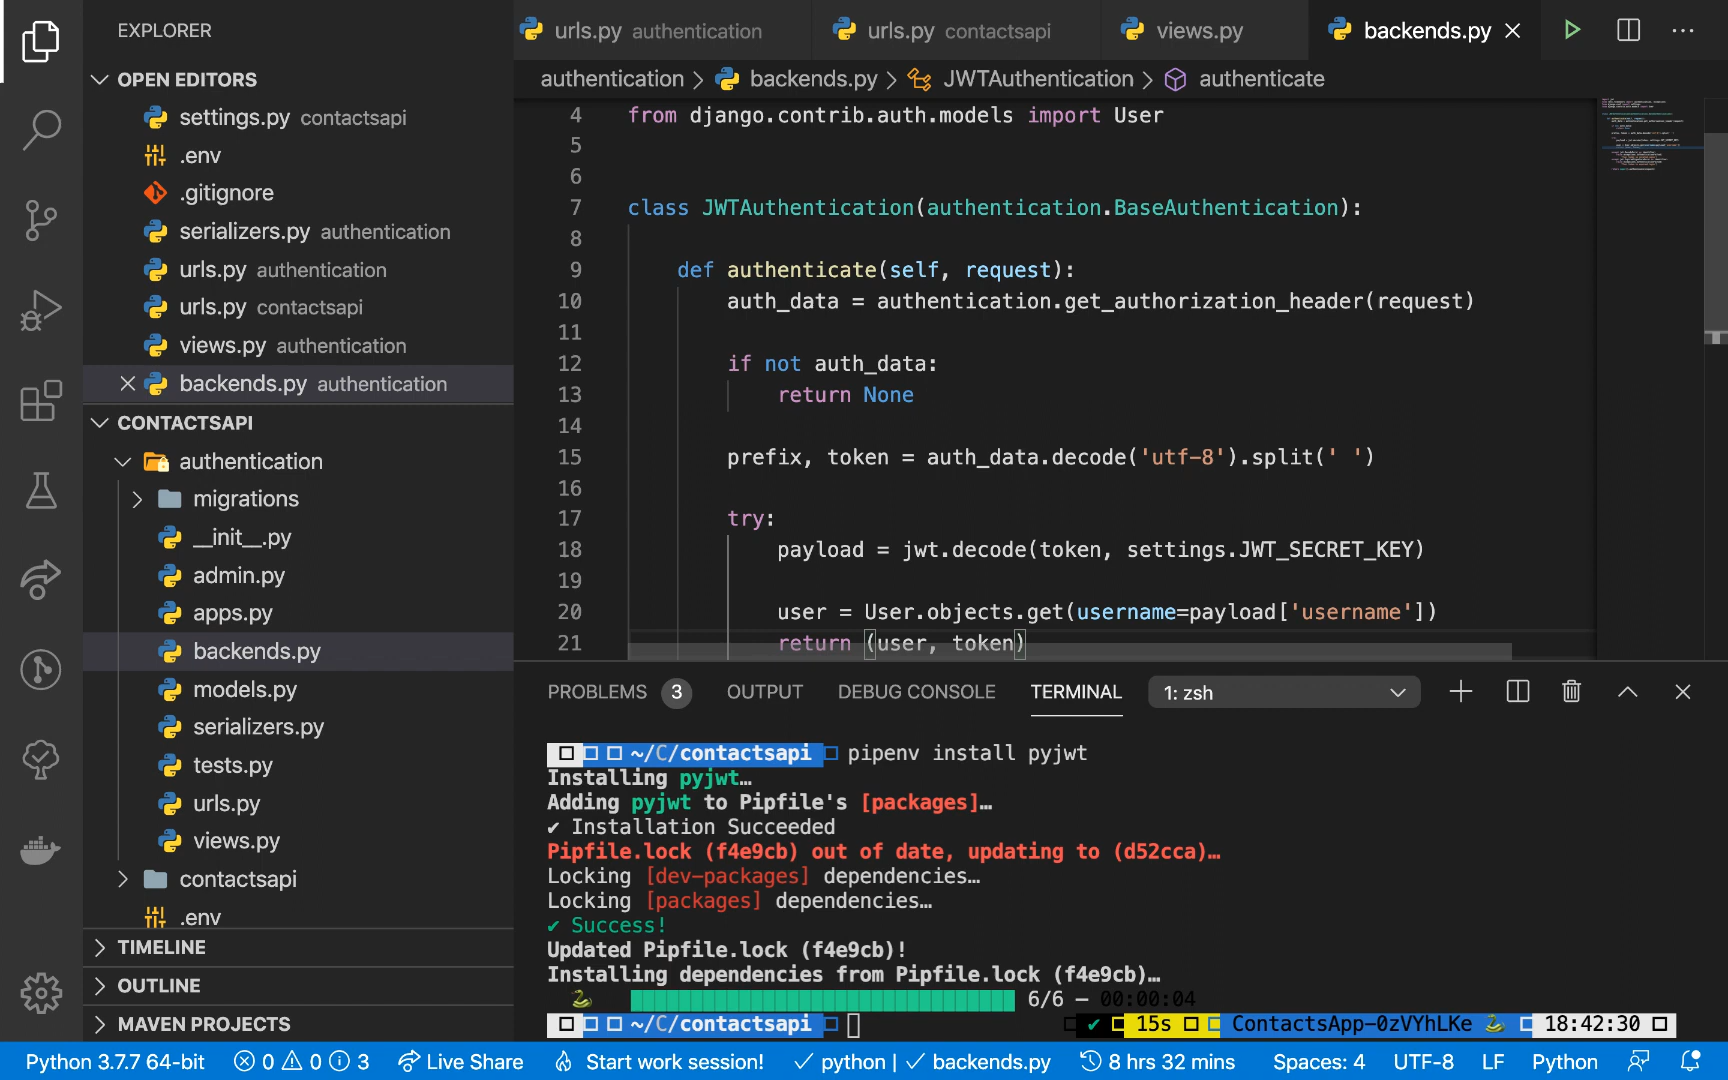 EXPLORER
OPEN EDITORS
settings.py contactsapi
.env
.gitignore
serializers.py authentication
urls.py authentication
urls.py contactsapi
views.py authentication
backends.py authentication
CONTACTSAPI
authentication
migrations
__init__.py
admin.py
apps.py
backends.py
models.py
serializers.py
tests.py
urls.py
views.py
contactsapi
.env
TIMELINE
OUTLINE
MAVEN PROJECTS
urls.py authentication
urls.py contactsapi
views.py
backends.py
authentication > backends.py > JWTAuthentication > authenticate
4 from django.contrib.auth.models import User
5
6
7 class JWTAuthentication(authentication.BaseAuthentication):
8
9 def authenticate(self, request):
10 auth_data = authentication.get_authorization_header(request)
11
12 if not auth_data:
13 return None
14
15 prefix, token = auth_data.decode('utf-8').split(' ')
16
17 try:
18 payload = jwt.decode(token, settings.JWT_SECRET_KEY)
19
20 user = User.objects.get(username=payload['username'])
21 return (user, token)
PROBLEMS 3 OUTPUT DEBUG CONSOLE TERMINAL 1: zsh
~/C/contactsapi pipenv install pyjwt
Installing pyjwt…
Adding pyjwt to Pipfile's [packages]…
✔ Installation Succeeded
Pipfile.lock (f4e9cb) out of date, updating to (d52cca)…
Locking [dev-packages] dependencies…
Locking [packages] dependencies…
✔ Success!
Updated Pipfile.lock (f4e9cb)!
Installing dependencies from Pipfile.lock (f4e9cb)…
6/6 — 00:00:04
~/C/contactsapi ✔ 15s ContactsApp-0zVYhLKe 18:42:30
Python 3.7.7 64-bit 0 0 3 Live Share Start work session! ✓ python | ✓ backends.py 8 hrs 32 mins Spaces: 4 UTF-8 LF Python